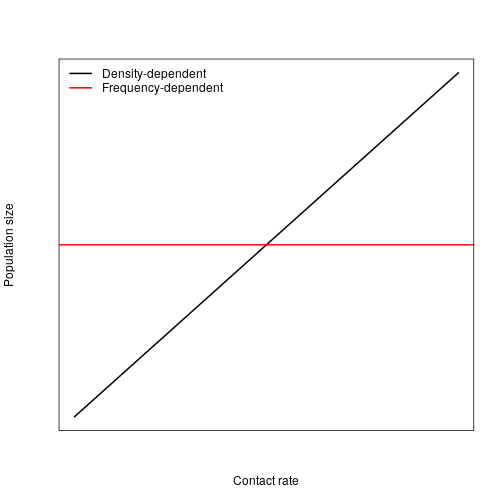 Density-dependent
Frequency-dependent
Population size
Contact rate